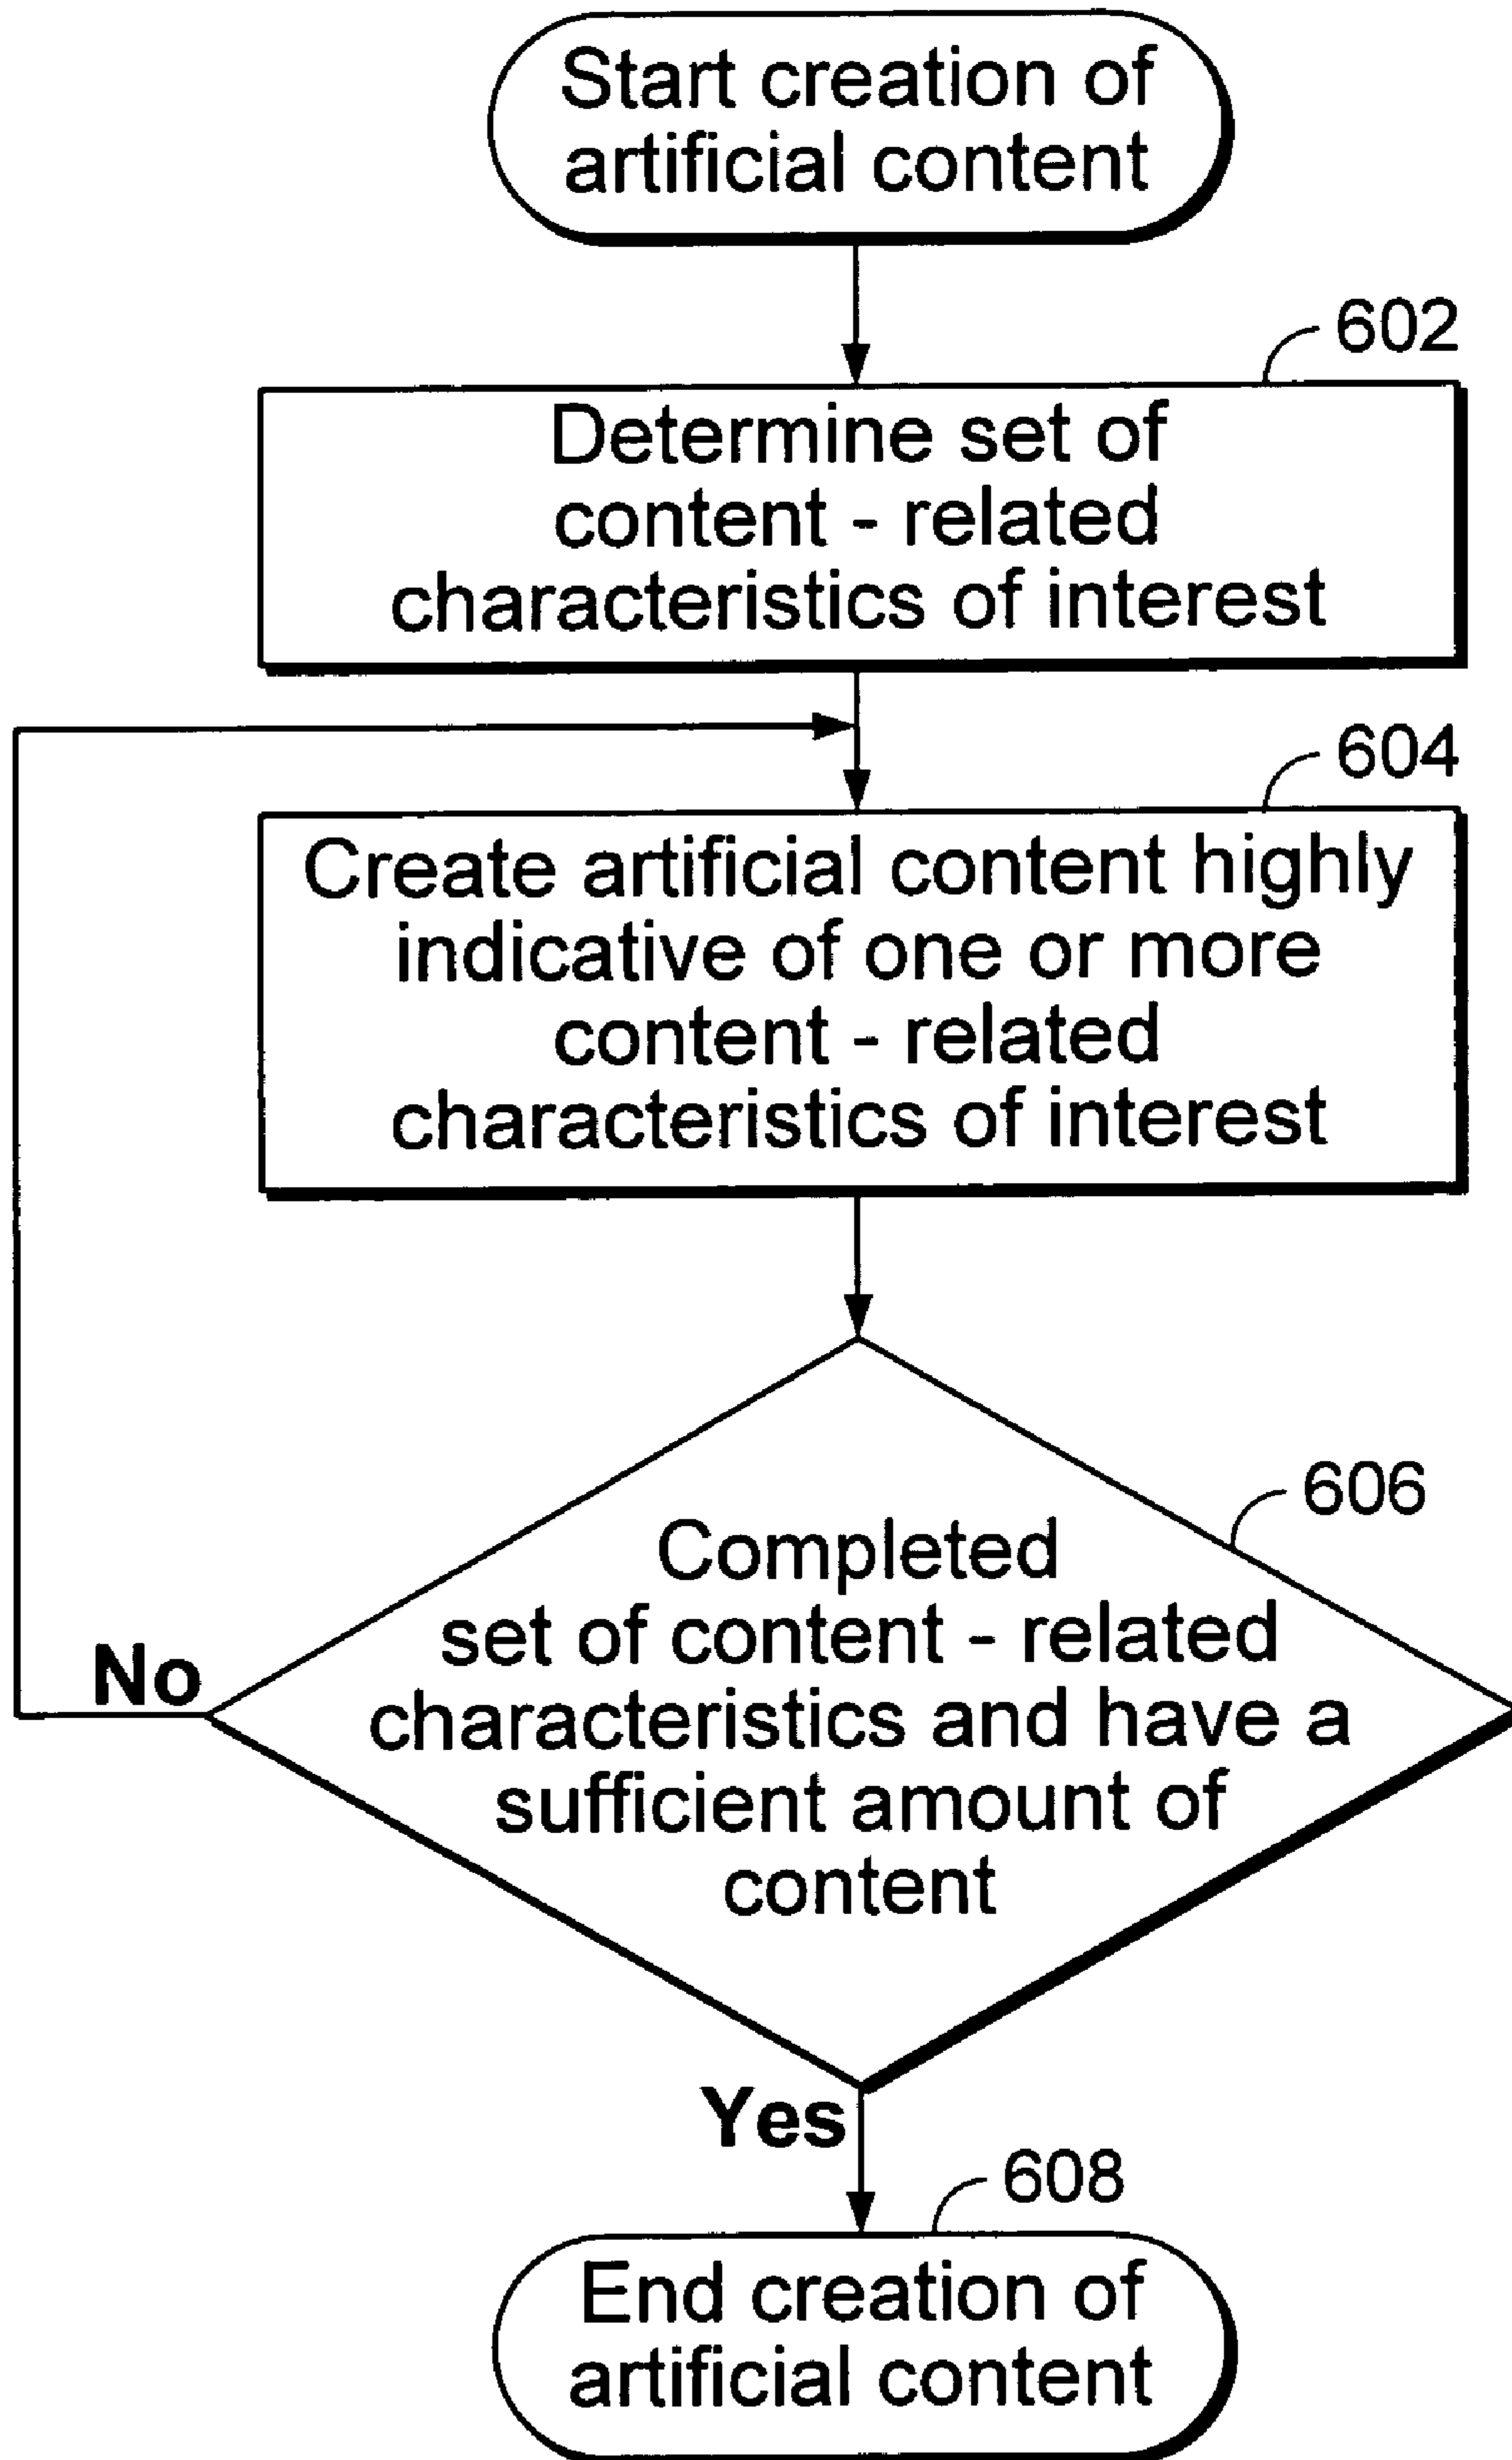 Start creation of
artificial content
602
Determine set of
content - related
characteristics of interest
604
Create artificial content highly
indicative of one or more
content - related
characteristics of interest
606
Completed
set of content - related
characteristics and have a
sufficient amount of
content
No
Yes
608
End creation of
artificial content